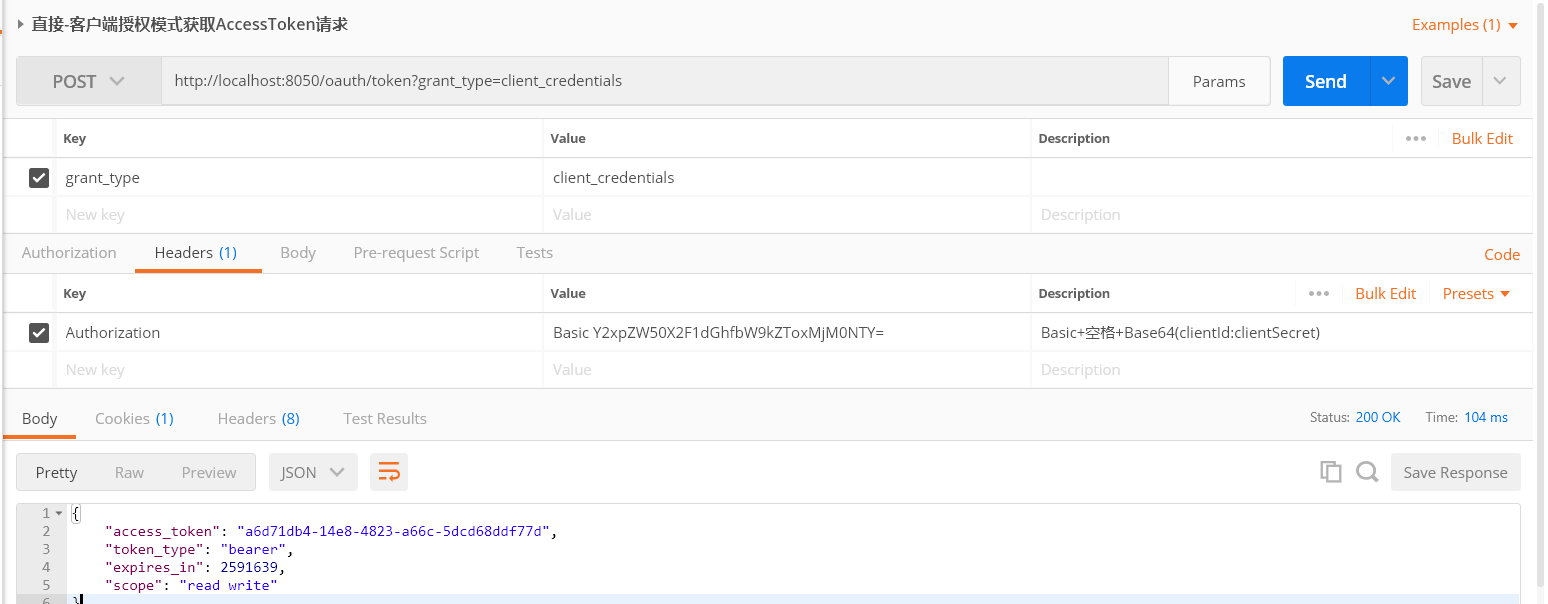 直接-客户端授权模式获取AccessToken请求 Examples (1)
POST http://localhost:8050/oauth/token?grant_type=client_credentials Params Send Save
Key Value Description ••• Bulk Edit
grant_type client_credentials
New key Value Description
Authorization Headers (1) Body Pre-request Script Tests Code
Key Value Description ••• Bulk Edit Presets
Authorization Basic Y2xpZW50X2F1dGhfbW9kZToxMjM0NTY= Basic+空格+Base64(clientId:clientSecret)
New key Value Description
Body Cookies (1) Headers (8) Test Results Status: 200 OK Time: 104 ms
Pretty Raw Preview JSON Save Response
1 {
2 "access_token": "a6d71db4-14e8-4823-a66c-5dcd68ddf77d",
3 "token_type": "bearer",
4 "expires_in": 2591639,
5 "scope": "read write"
6 }